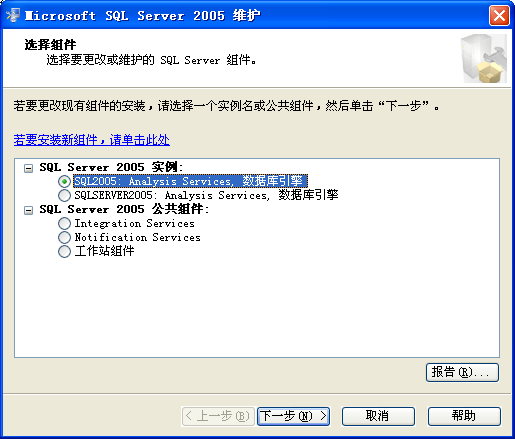 Microsoft SQL Server 2005 维护
选择组件
选择要更改或维护的 SQL Server 组件。
若要更改现有组件的安装，请选择一个实例名或公共组件，然后单击“下一步”。
若要安装新组件，请单击此处
SQL Server 2005 实例:
SQL2005: Analysis Services, 数据库引擎
SQLSERVER2005: Analysis Services, 数据库引擎
SQL Server 2005 公共组件:
Integration Services
Notification Services
工作站组件
报告(R)...
< 上一步(B) 下一步(N) > 取消 帮助